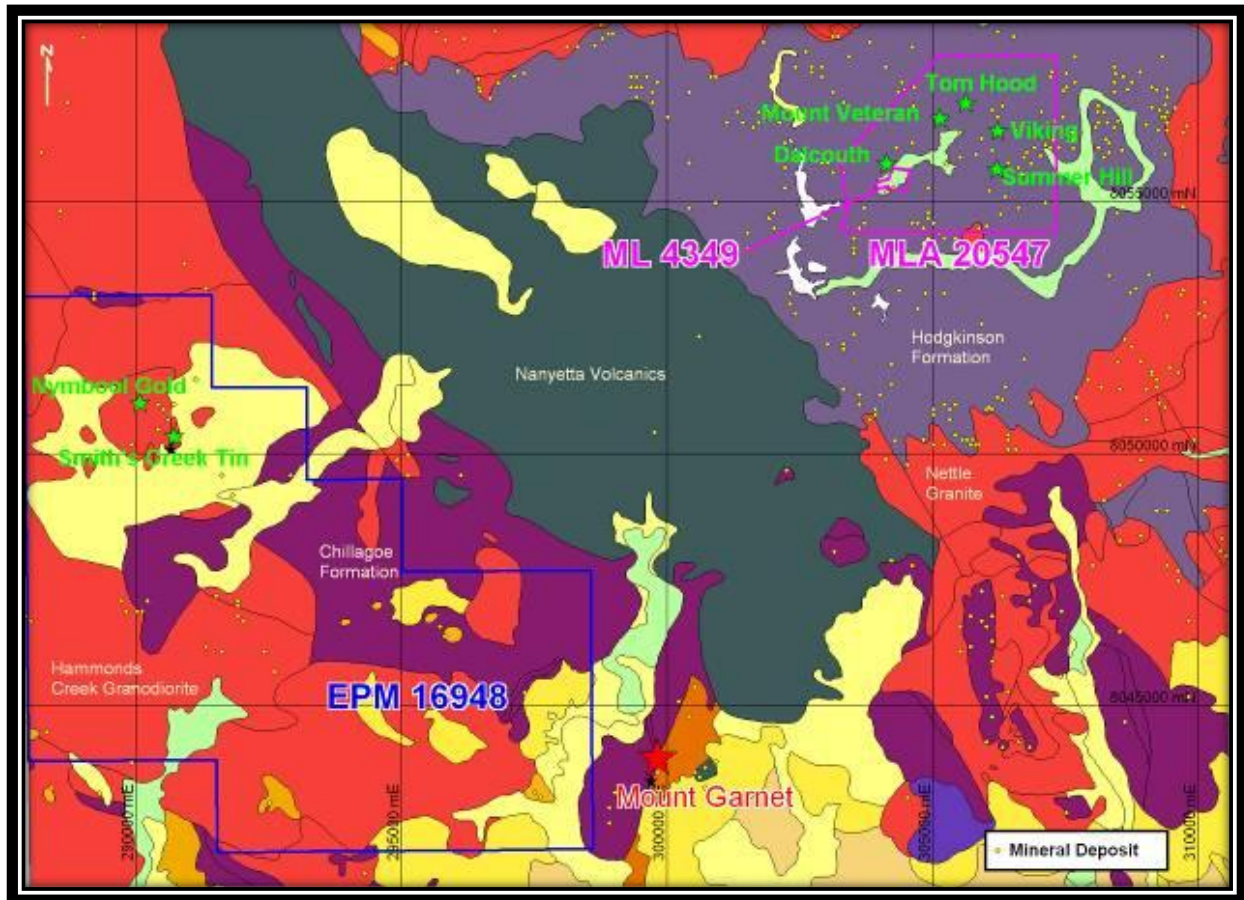 N
Tom Hood
Mount Veteran
Viking
Dalcouth
Summer Hill
8055000 mN
ML 4349
MLA 20547
Hodgkinson
Formation
Nanyetta Volcanics
Nymbool Gold
Smith's Creek Tin
8050000 mN
Nettle
Granite
Chillagoe
Formation
Hammonds
Creek Granodiorite
EPM 16948
8045000 mN
Mount Garnet
290000 mE
295000 mE
300000 mE
305000 mE
310000 mE
Mineral Deposit